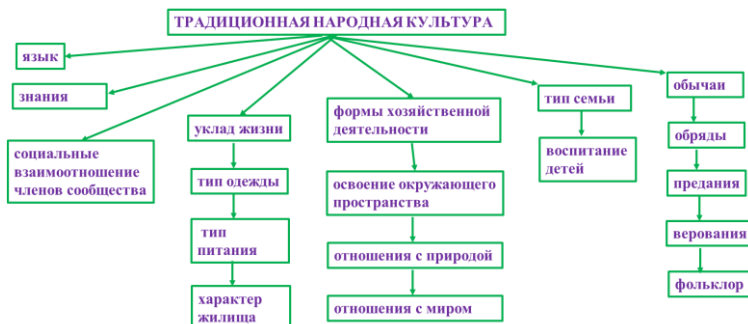 ТРАДИЦИОННАЯ НАРОДНАЯ КУЛЬТУРА
язык
знания
социальные
взаимоотношение
членов сообщества
уклад жизни
тип одежды
тип
питания
характер
жилища
формы хозяйственной
деятельности
освоение окружающего
пространства
отношения с природой
отношения с миром
тип семьи
воспитание
детей
обычаи
обряды
предания
верования
фольклор